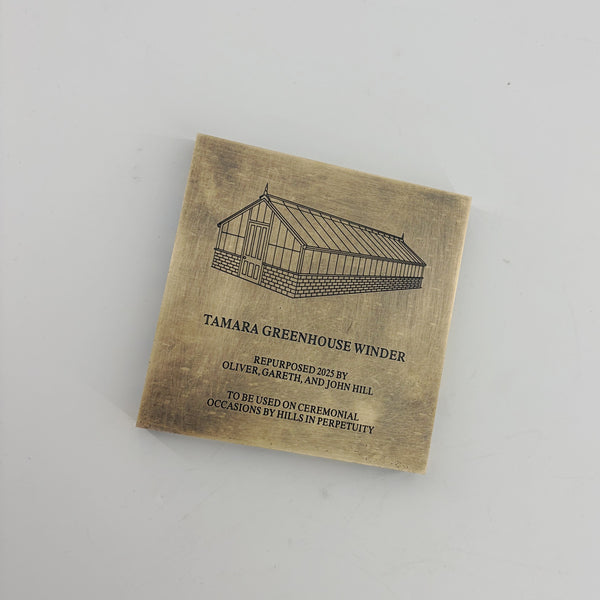 TAMARA GREENHOUSE WINDER
REPURPOSED 2025 BY
OLIVER, GARETH, AND JOHN HILL
TO BE USED ON CEREMONIAL
OCCASIONS BY HILLS IN PERPETUITY